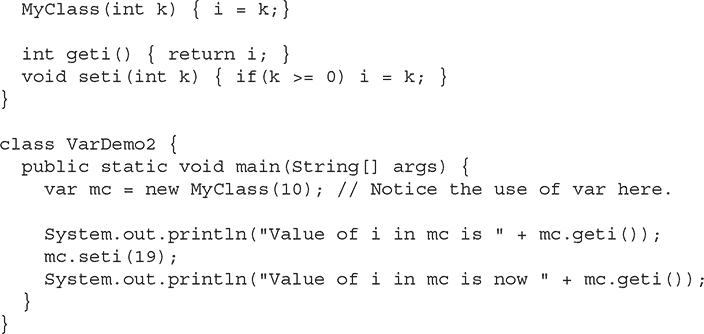 MyClass(int k) { i = k;}

int geti() { return i; }
void seti(int k) { if(k >= 0) i = k; }
}

class VarDemo2 {
public static void main(String[] args) {
var mc = new MyClass(10); // Notice the use of var here.

System.out.println("Value of i in mc is " + mc.geti());
mc.seti(19);
System.out.println("Value of i in mc is now " + mc.geti());
}
}